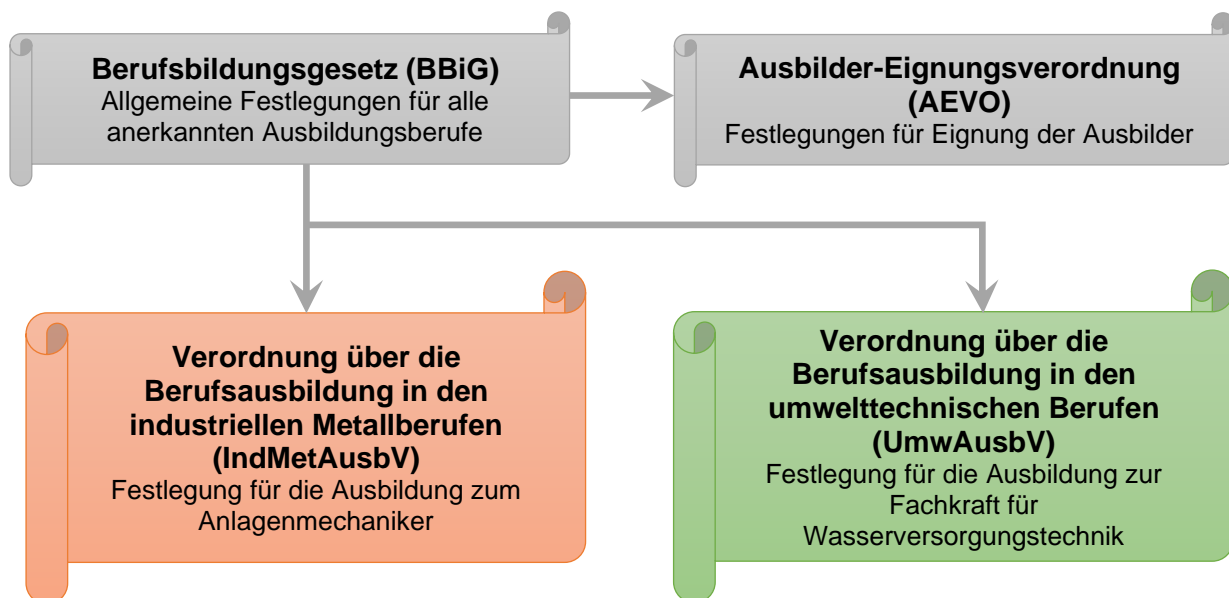 Berufsbildungsgesetz (BBiG)
Allgemeine Festlegungen für alle
anerkannten Ausbildungsberufe
Ausbilder-Eignungsverordnung
(AEVO)
Festlegungen für Eignung der Ausbilder
Verordnung über die
Berufsausbildung in den
industriellen Metallberufen
(IndMetAusbV)
Festlegung für die Ausbildung zum
Anlagenmechaniker
Verordnung über die
Berufsausbildung in den
umwelttechnischen Berufen
(UmwAusbV)
Festlegung für die Ausbildung zur
Fachkraft für
Wasserversorgungstechnik